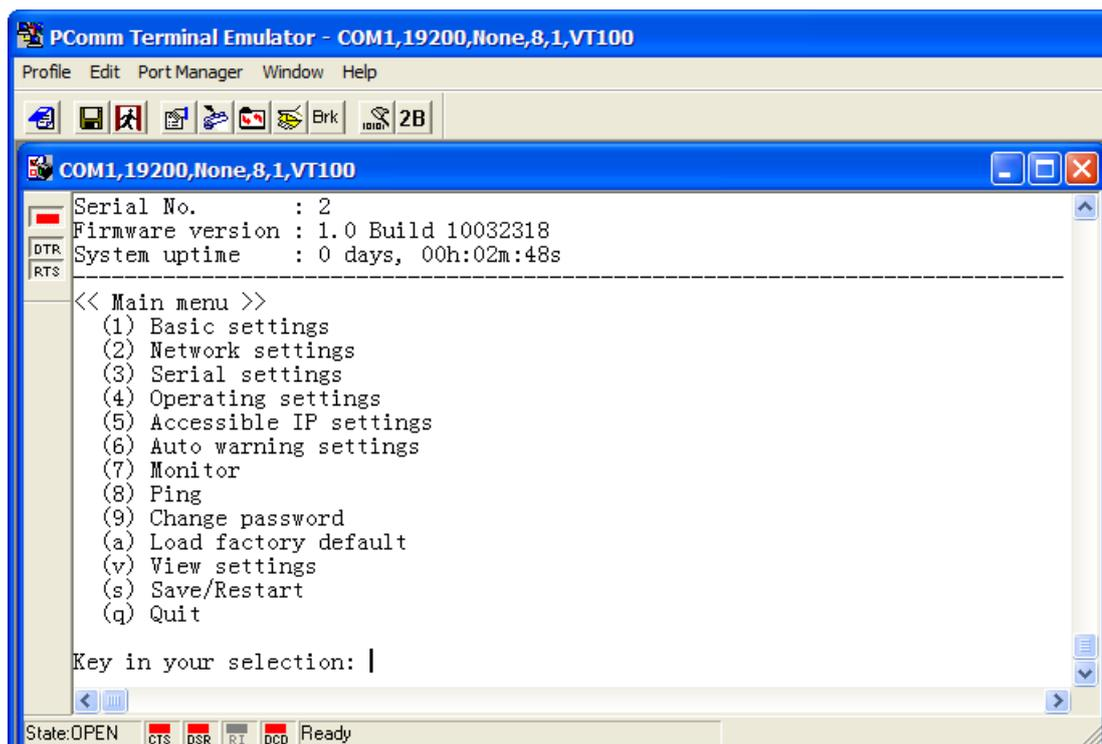 PComm Terminal Emulator - COM1,19200,None,8,1,VT100
Profile Edit Port Manager Window Help
Brk 2B
COM1,19200,None,8,1,VT100
DTR
RTS
Serial No. : 2
Firmware version : 1.0 Build 10032318
System uptime : 0 days, 00h:02m:48s
--------------------------------------------------------------------------------
<< Main menu >>
(1) Basic settings
(2) Network settings
(3) Serial settings
(4) Operating settings
(5) Accessible IP settings
(6) Auto warning settings
(7) Monitor
(8) Ping
(9) Change password
(a) Load factory default
(v) View settings
(s) Save/Restart
(q) Quit
Key in your selection:
State:OPEN CTS DSR RI DCD Ready